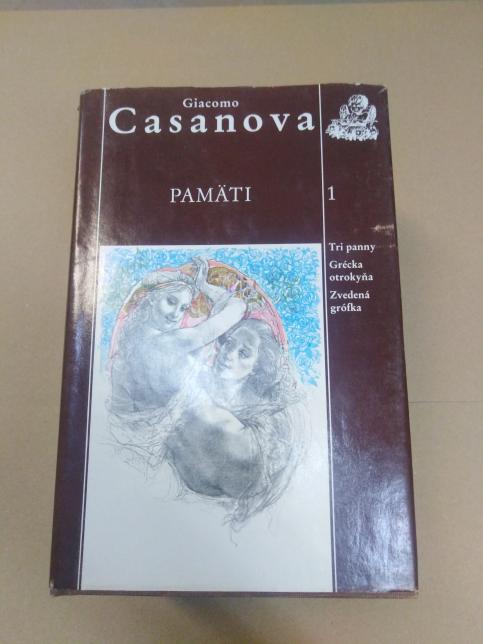 Giacomo
Casanova
PAMÄTI
1
Tri panny
Grécka
otrokyňa
Zvedená
grófka